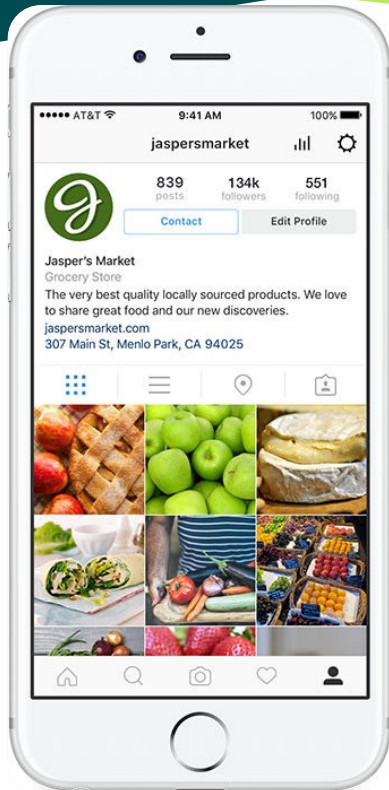 ●●●●● AT&T 9:41 AM 100%
jaspersmarket
839 134k 551
posts followers following
Contact Edit Profile
Jasper's Market
Grocery Store
The very best quality locally sourced products. We love
to share great food and our new discoveries.
jaspersmarket.com
307 Main St, Menlo Park, CA 94025